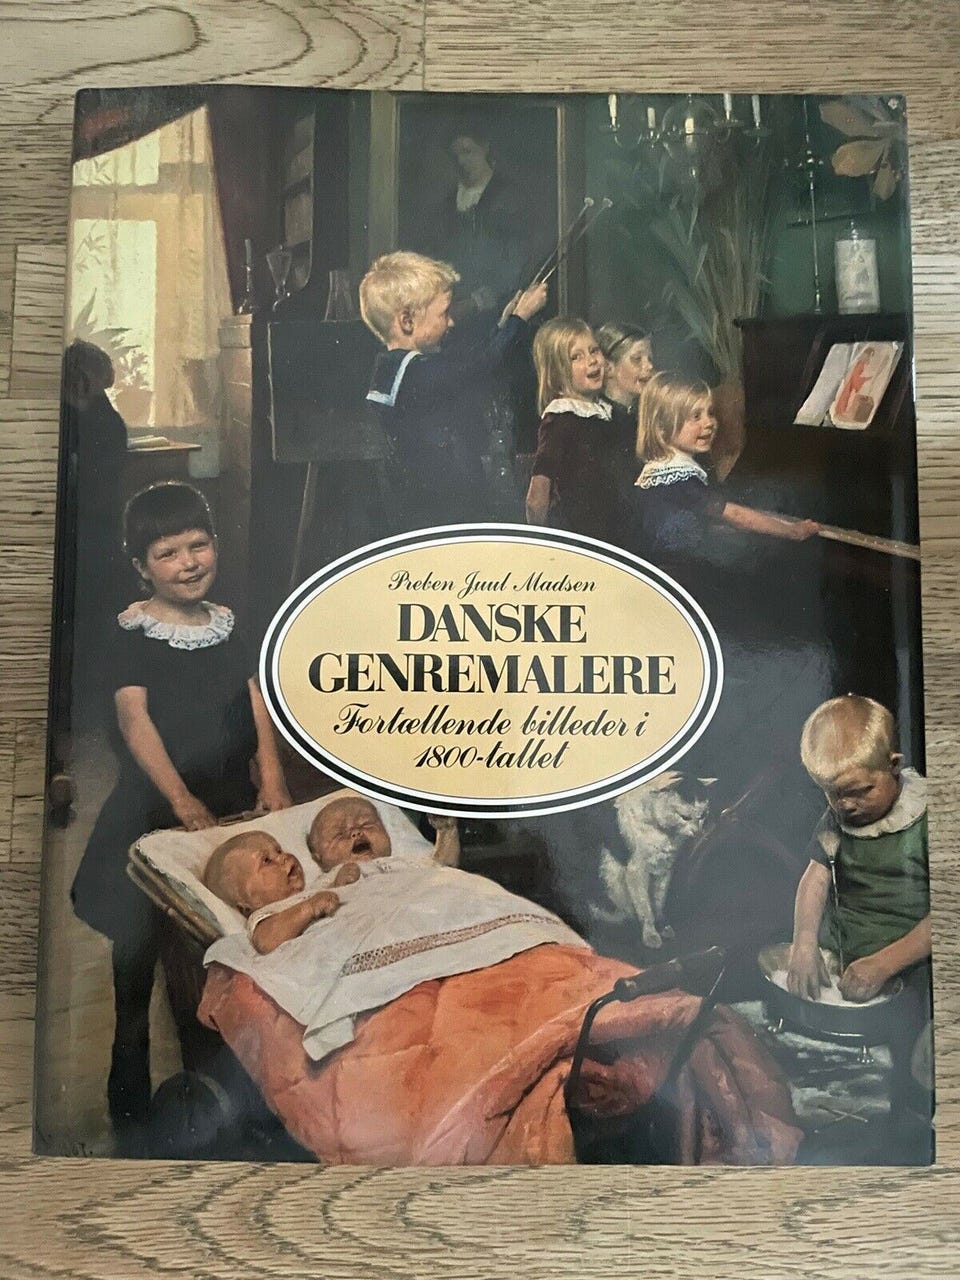 Preben Juul Madsen
DANSKE
GENREMALERE
Fortællende billeder i
1800-tallet